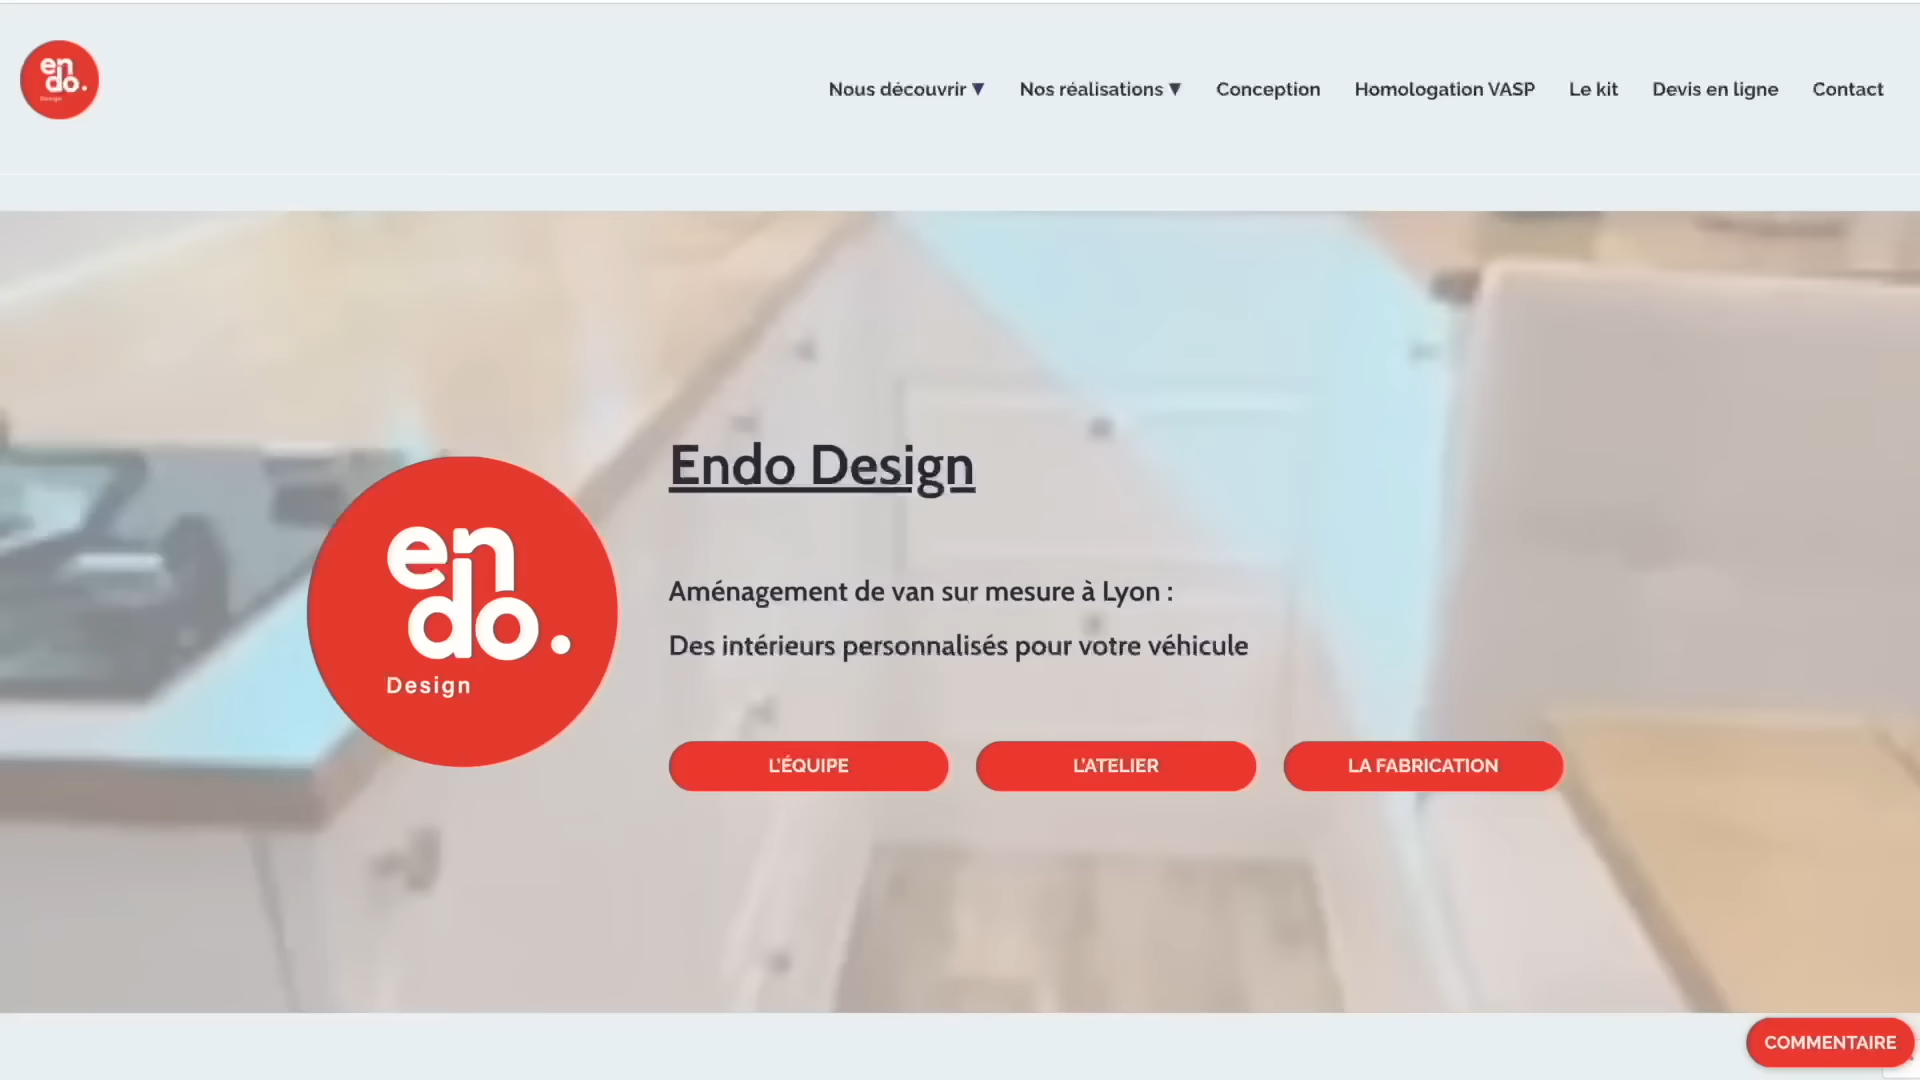 en
do.
Design
Nous découvrir ▼
Nos réalisations ▼
Conception
Homologation VASP
Le kit
Devis en ligne
Contact
en
do.
Design
Endo Design
Aménagement de van sur mesure à Lyon :
Des intérieurs personnalisés pour votre véhicule
L'ÉQUIPE
L'ATELIER
LA FABRICATION
COMMENTAIRE